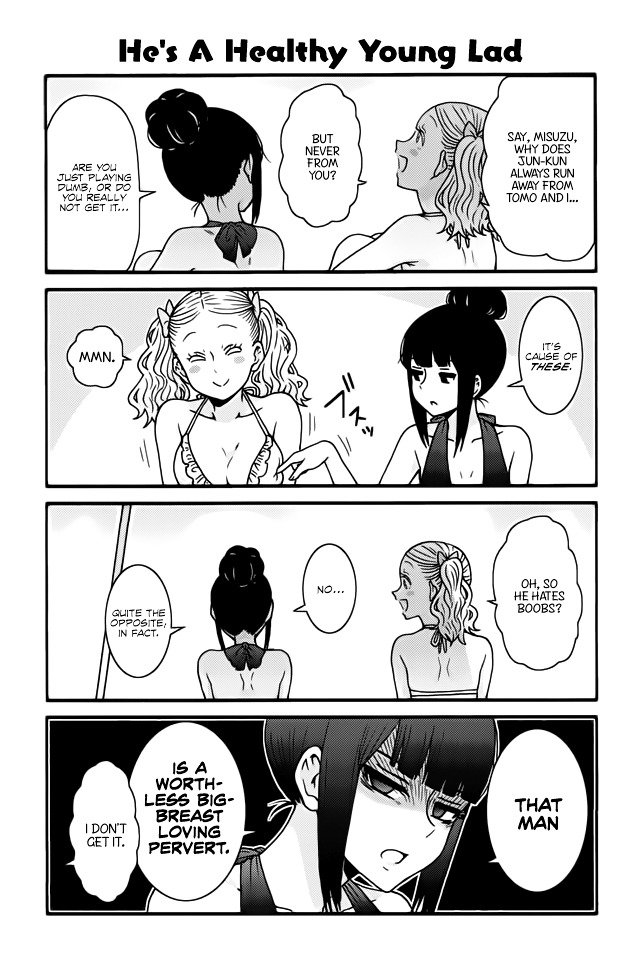 He's A Healthy Young Lad
SAY, MISUZU,
WHY DOES
JUN-KUN
ALWAYS RUN
AWAY FROM
TOMO AND I...
BUT
NEVER
FROM
YOU?
ARE YOU
JUST PLAYING
DUMB, OR DO
YOU REALLY
NOT GET IT...
IT'S
CAUSE OF
THESE.
ブスッ
MMN.
OH, SO
HE HATES
BOOBS?
NO...
QUITE THE
OPPOSITE,
IN FACT.
THAT
MAN
IS A
WORTH-
LESS BIG-
BREAST
LOVING
PERVERT.
I DON'T
GET IT.